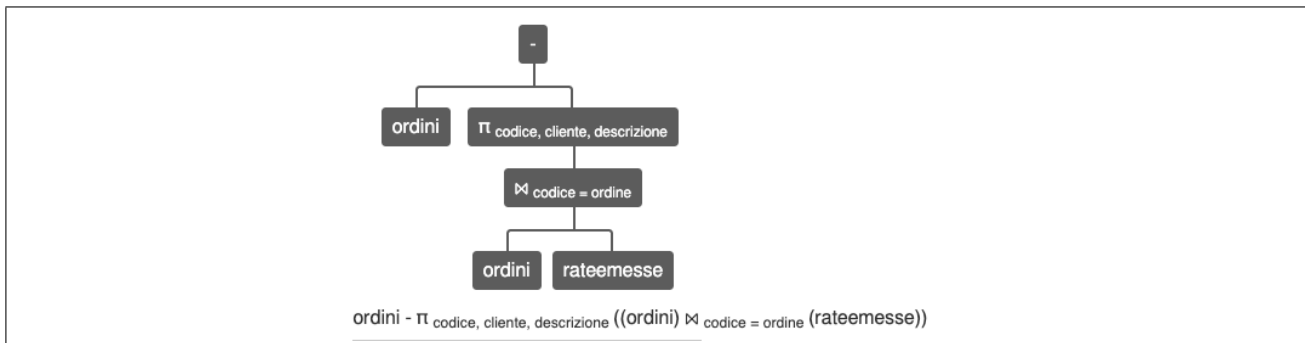 -
ordini π codice, cliente, descrizione
⋈ codice = ordine
ordini rateemesse
ordini - π codice, cliente, descrizione ((ordini) ⋈ codice = ordine (rateemesse))